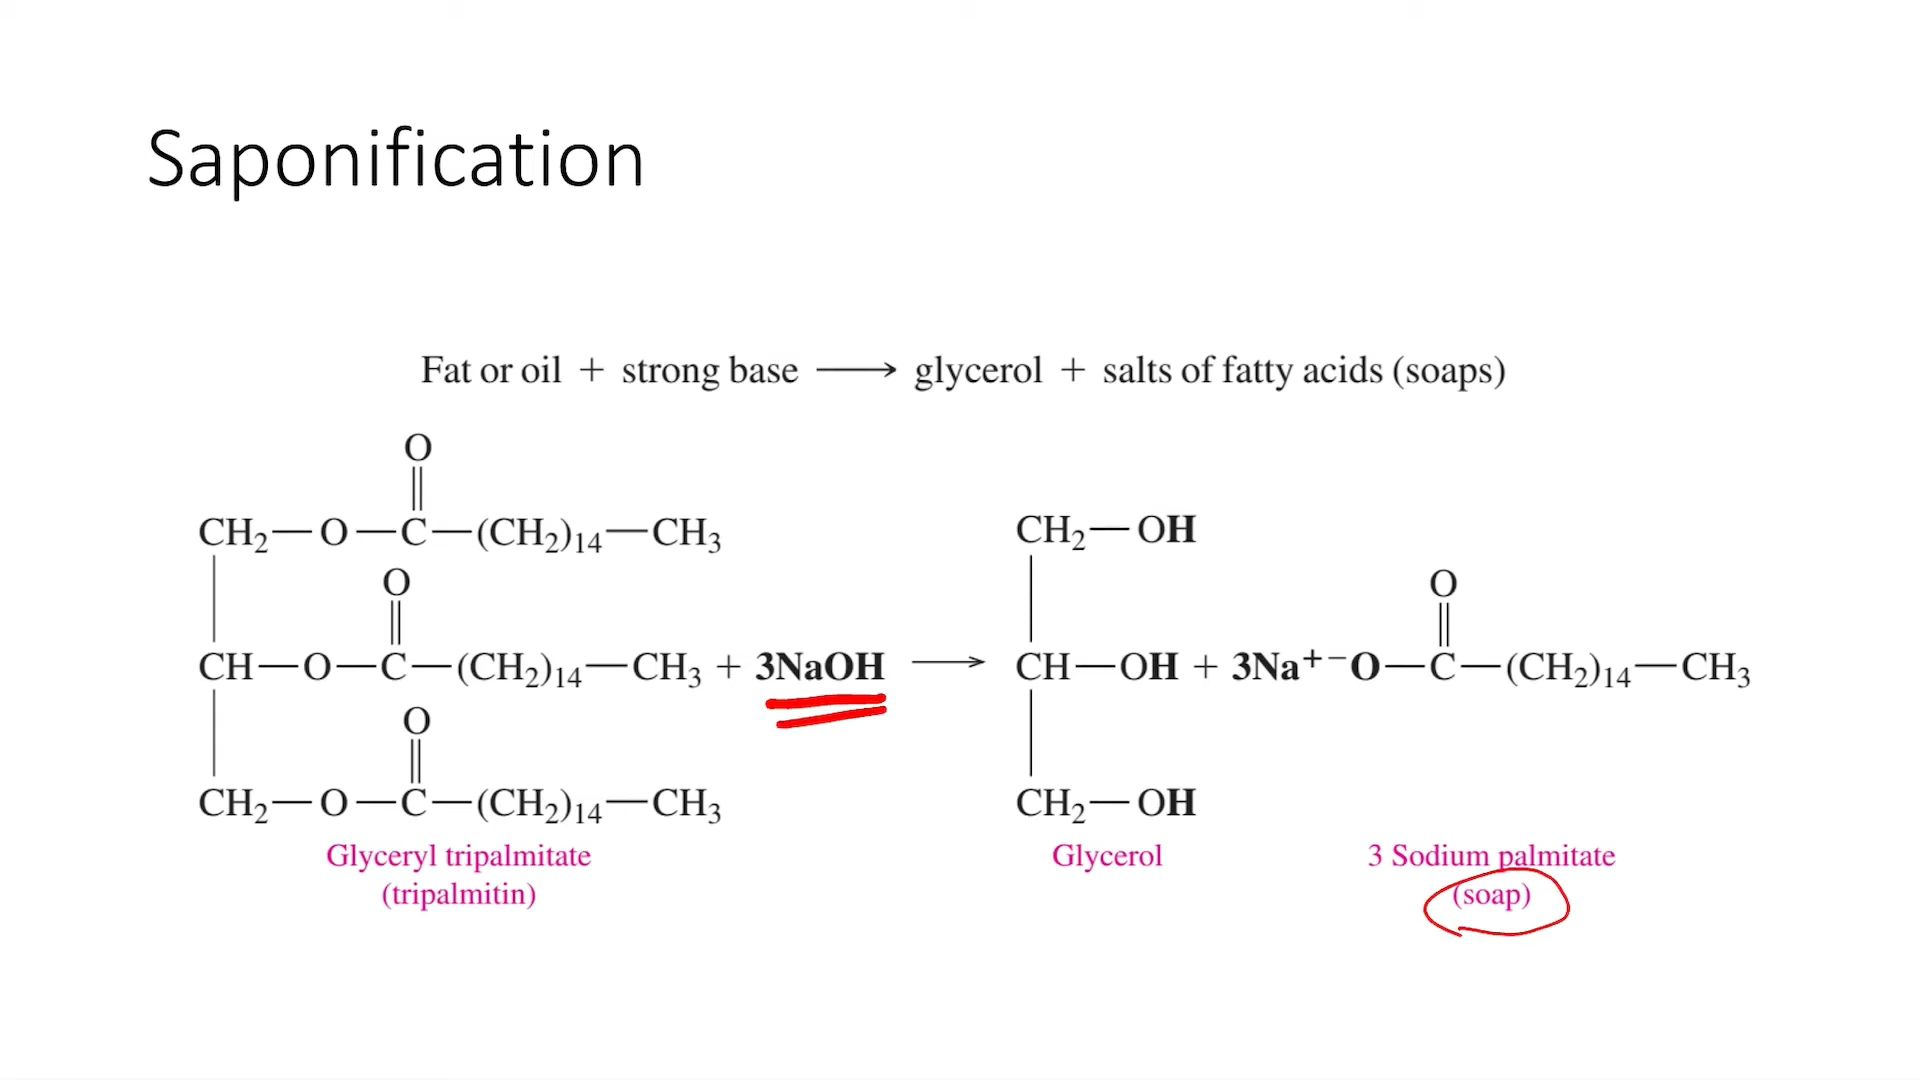 Saponification
Fat or oil + strong base ⟶ glycerol + salts of fatty acids (soaps)
O
CH₂—O—C—(CH₂)₁₄—CH₃
CH₂—OH
O
O
CH—O—C—(CH₂)₁₄—CH₃ + 3NaOH ⟶ CH—OH + 3Na⁺⁻O—C—(CH₂)₁₄—CH₃
O
CH₂—O—C—(CH₂)₁₄—CH₃
CH₂—OH
Glyceryl tripalmitate
(tripalmitin)
Glycerol
3 Sodium palmitate
(soap)